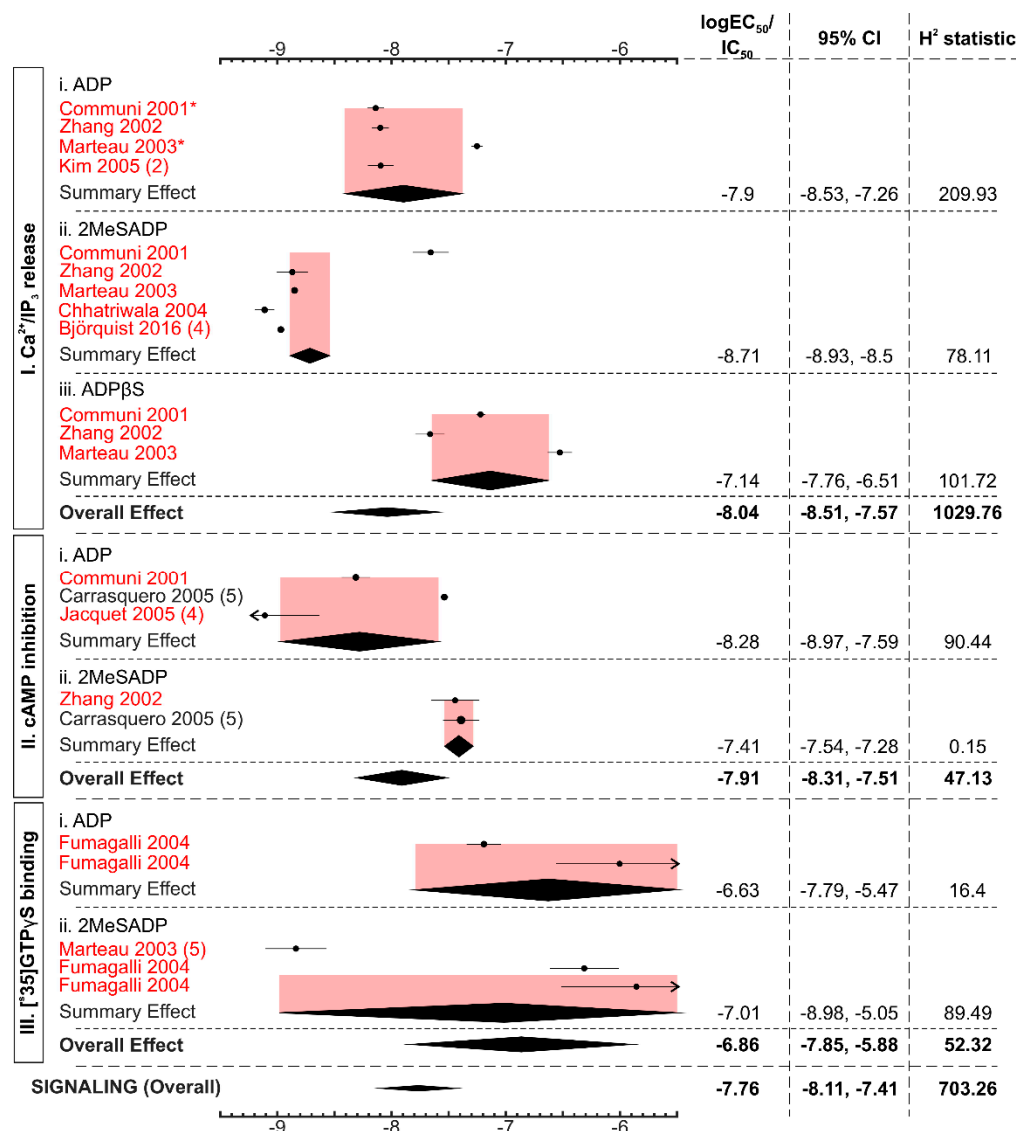 logEC₅₀/
IC₅₀
95% CI
H² statistic
-9 -8 -7 -6
I. Ca²⁺/IP₃ release
i. ADP
Communi 2001*
Zhang 2002
Marteau 2003*
Kim 2005 (2)
Summary Effect -7.9 -8.53, -7.26 209.93
ii. 2MeSADP
Communi 2001
Zhang 2002
Marteau 2003
Chhatriwala 2004
Björquist 2016 (4)
Summary Effect -8.71 -8.93, -8.5 78.11
iii. ADPβS
Communi 2001
Zhang 2002
Marteau 2003
Summary Effect -7.14 -7.76, -6.51 101.72
Overall Effect -8.04 -8.51, -7.57 1029.76
II. cAMP inhibition
i. ADP
Communi 2001
Carrasquero 2005 (5)
Jacquet 2005 (4)
Summary Effect -8.28 -8.97, -7.59 90.44
ii. 2MeSADP
Zhang 2002
Carrasquero 2005 (5)
Summary Effect -7.41 -7.54, -7.28 0.15
Overall Effect -7.91 -8.31, -7.51 47.13
III. [ˢ35]GTPγS binding
i. ADP
Fumagalli 2004
Fumagalli 2004
Summary Effect -6.63 -7.79, -5.47 16.4
ii. 2MeSADP
Marteau 2003 (5)
Fumagalli 2004
Fumagalli 2004
Summary Effect -7.01 -8.98, -5.05 89.49
Overall Effect -6.86 -7.85, -5.88 52.32
SIGNALING (Overall) -7.76 -8.11, -7.41 703.26
-9 -8 -7 -6